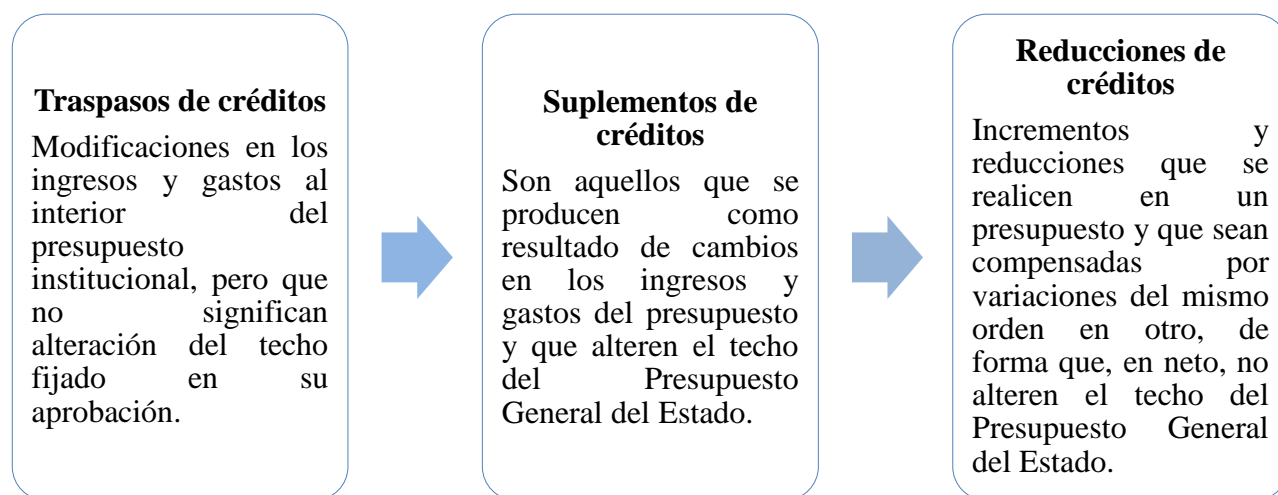 Traspasos de créditos
Modificaciones en los
ingresos y gastos al
interior del
presupuesto
institucional, pero que
no significan
alteración del techo
fijado en su
aprobación.
Suplementos de
créditos
Son aquellos que se
producen como
resultado de cambios
en los ingresos y
gastos del presupuesto
y que alteren el techo
del Presupuesto
General del Estado.
Reducciones de
créditos
Incrementos y
reducciones que se
realicen en un
presupuesto y que sean
compensadas por
variaciones del mismo
orden en otro, de
forma que, en neto, no
alteren el techo del
Presupuesto General
del Estado.